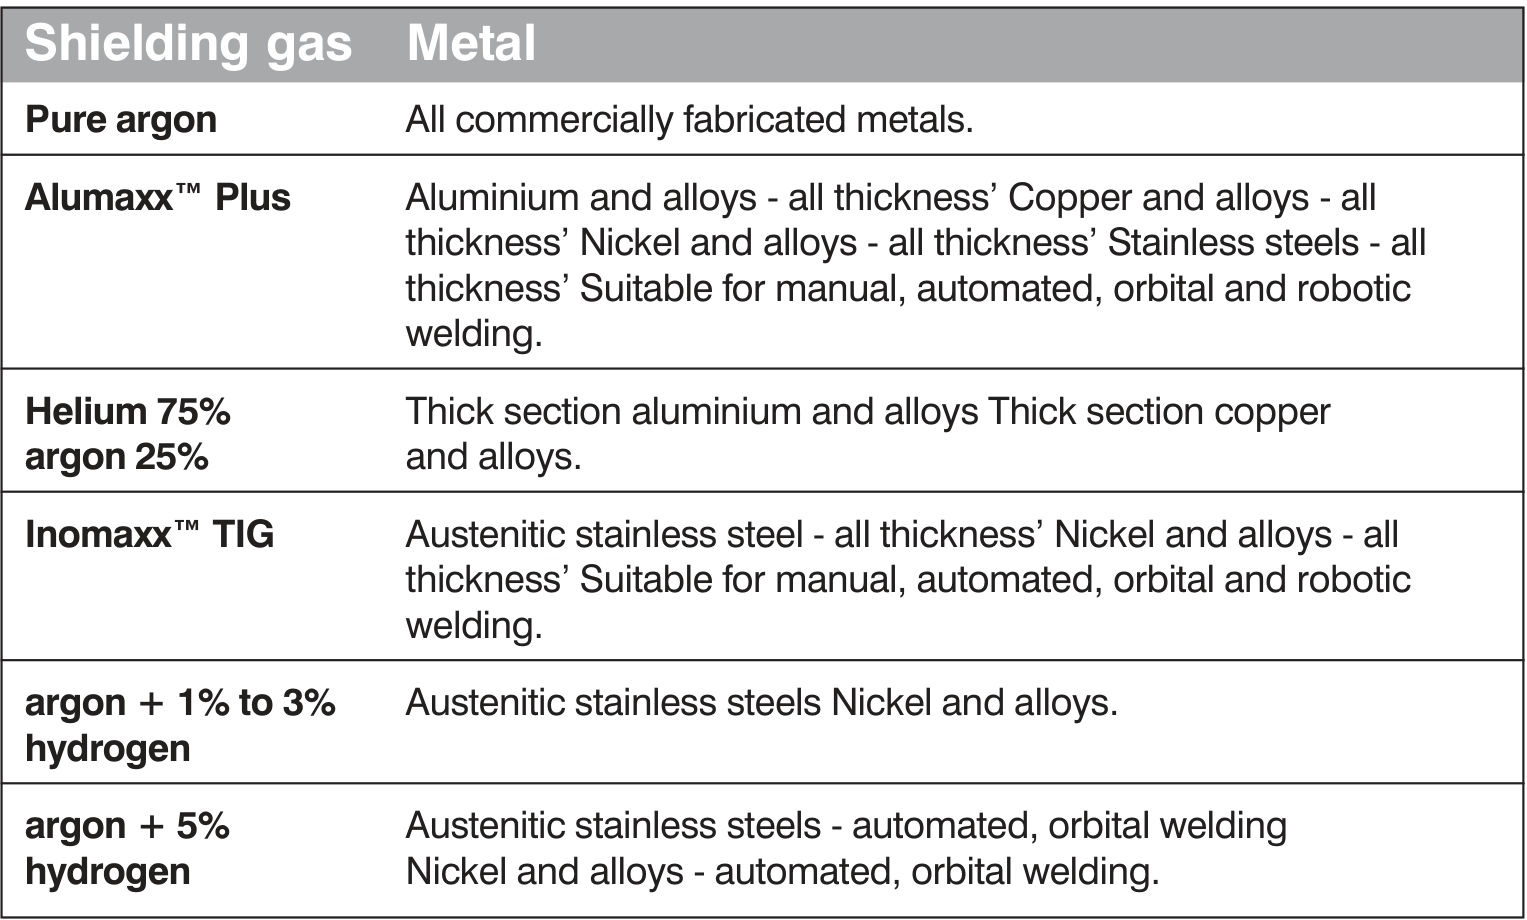 Shielding gas Metal
Pure argon All commercially fabricated metals.
Alumaxx™ Plus Aluminium and alloys - all thickness’ Copper and alloys - all
thickness’ Nickel and alloys - all thickness’ Stainless steels - all
thickness’ Suitable for manual, automated, orbital and robotic
welding.
Helium 75% Thick section aluminium and alloys Thick section copper
argon 25% and alloys.
Inomaxx™ TIG Austenitic stainless steel - all thickness’ Nickel and alloys - all
thickness’ Suitable for manual, automated, orbital and robotic
welding.
argon + 1% to 3% Austenitic stainless steels Nickel and alloys.
hydrogen
argon + 5% Austenitic stainless steels - automated, orbital welding
hydrogen Nickel and alloys - automated, orbital welding.